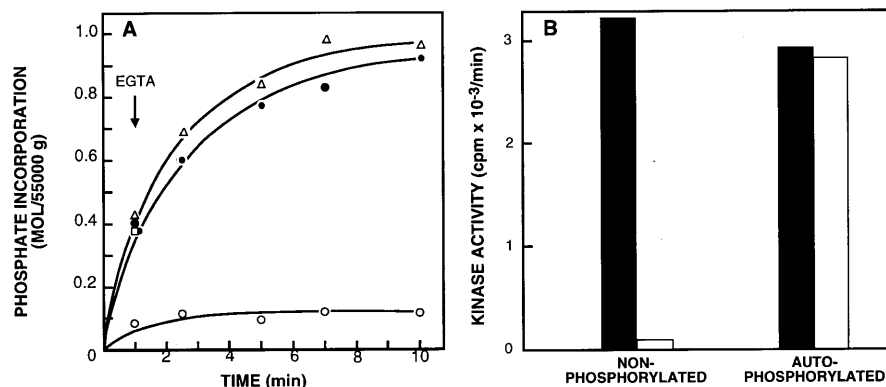 A
1.0
0.8
0.6
0.4
0.2
0
EGTA
2
4
6
8
10
PHOSPHATE INCORPORATION
(MOL/55000 g)
TIME (min)
B
3
2
1
0
KINASE ACTIVITY (cpm x 10-3/min)
NON-
PHOSPHORYLATED
AUTO-
PHOSPHORYLATED